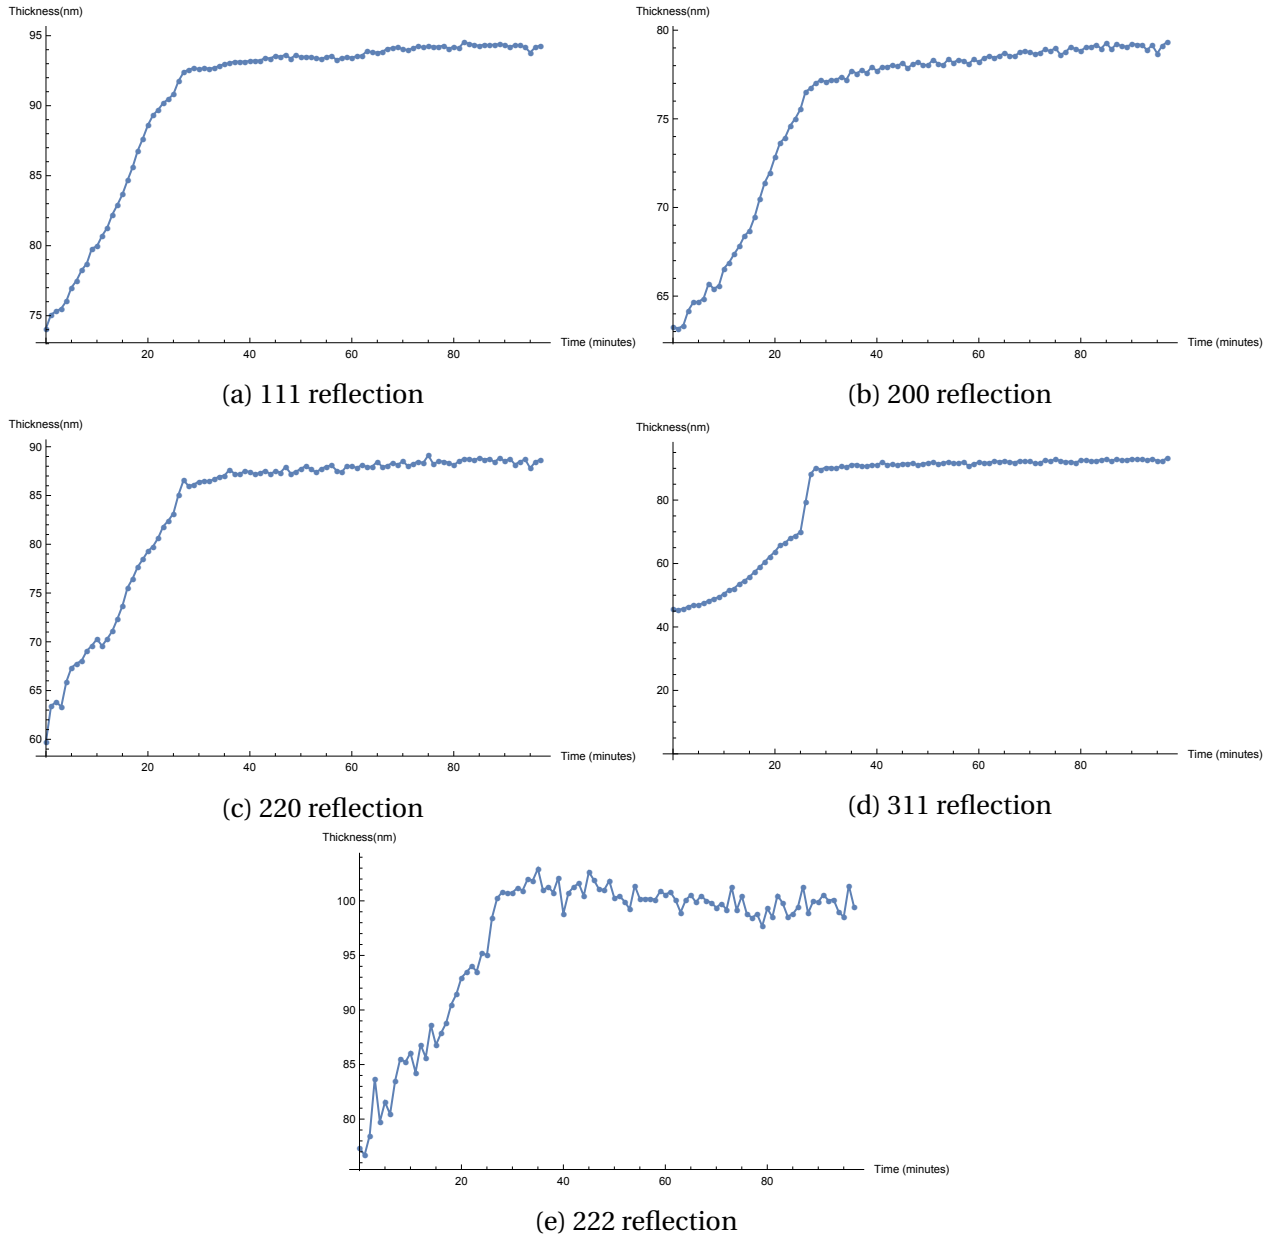 Thickness(nm)
95
90
85
80
75
20 40 60 80
Time (minutes)
(a) 111 reflection
Thickness(nm)
80
75
70
65
20 40 60 80
Time (minutes)
(b) 200 reflection
Thickness(nm)
90
85
80
75
70
65
60
20 40 60 80
Time (minutes)
(c) 220 reflection
Thickness(nm)
80
60
40
20
20 40 60 80
Time (minutes)
(d) 311 reflection
Thickness(nm)
100
95
90
85
80
20 40 60 80
Time (minutes)
(e) 222 reflection